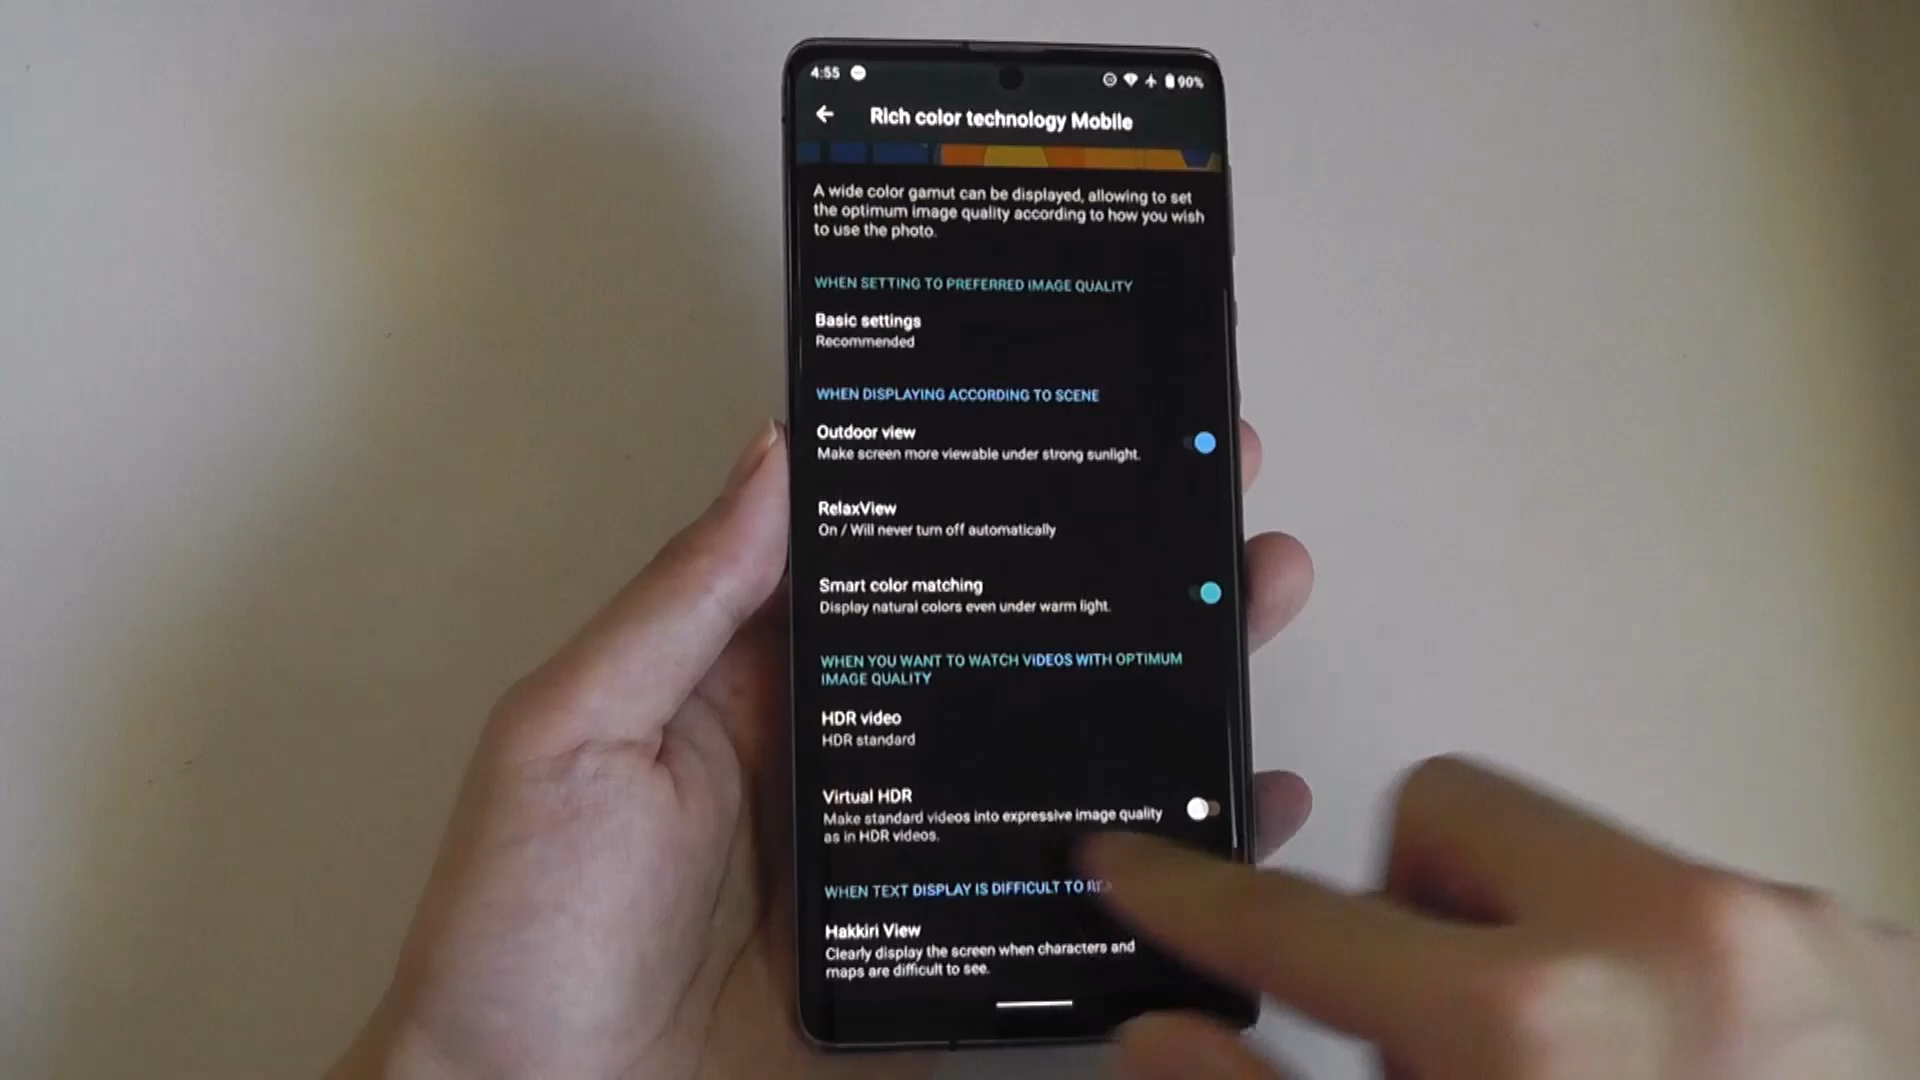 4:55
90%
Rich color technology Mobile
A wide color gamut can be displayed, allowing to set
the optimum image quality according to how you wish
to use the photo.
WHEN SETTING TO PREFERRED IMAGE QUALITY
Basic settings
Recommended
WHEN DISPLAYING ACCORDING TO SCENE
Outdoor view
Make screen more viewable under strong sunlight.
RelaxView
On / Will never turn off automatically
Smart color matching
Display natural colors even under warm light.
WHEN YOU WANT TO WATCH VIDEOS WITH OPTIMUM
IMAGE QUALITY
HDR video
HDR standard
Virtual HDR
Make standard videos into expressive image quality
as in HDR videos.
WHEN TEXT DISPLAY IS DIFFICULT TO
Hakkiri View
Clearly display the screen when characters and
maps are difficult to see.